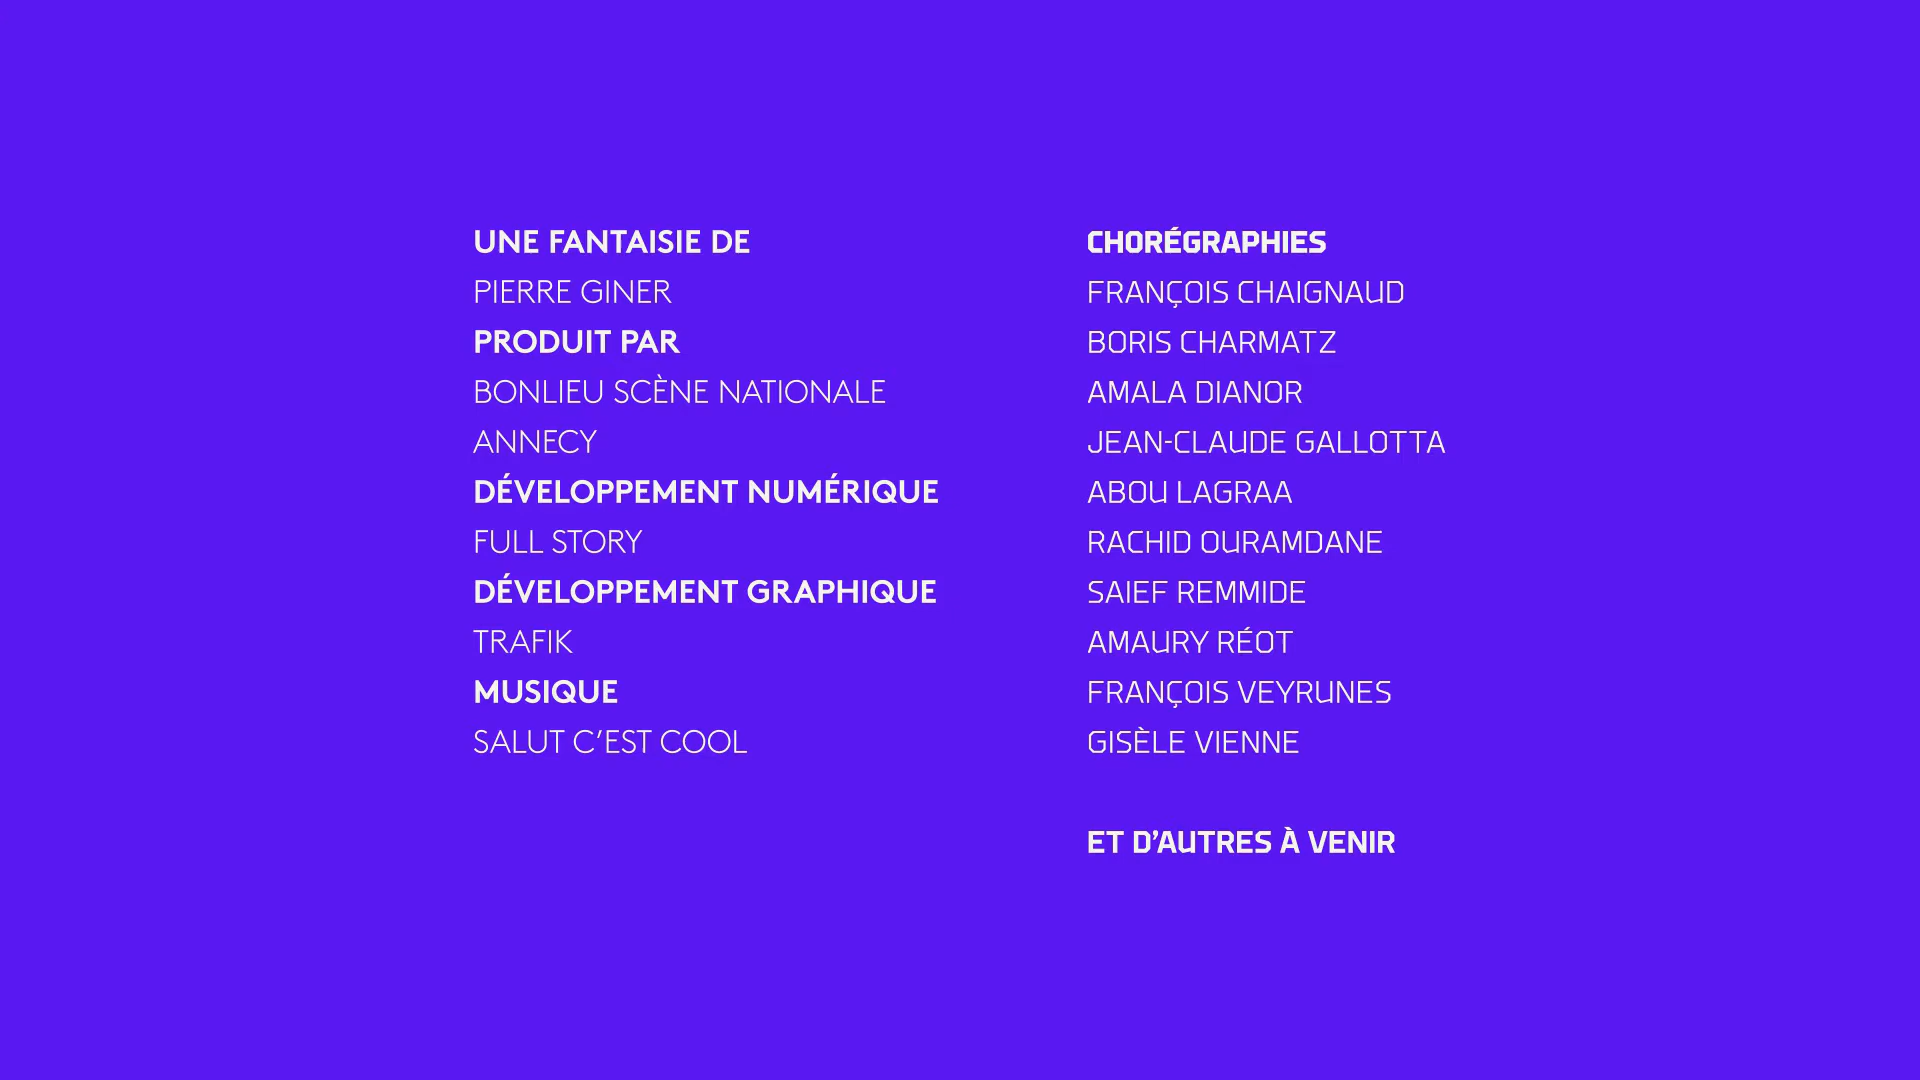 UNE FANTAISIE DE
PIERRE GINER
PRODUIT PAR
BONLIEU SCÈNE NATIONALE
ANNECY
DÉVELOPPEMENT NUMÉRIQUE
FULL STORY
DÉVELOPPEMENT GRAPHIQUE
TRAFIK
MUSIQUE
SALUT C’EST COOL
CHORÉGRAPHIES
FRANÇOIS CHAIGNAUD
BORIS CHARMATZ
AMALA DIANOR
JEAN-CLAUDE GALLOTTA
ABOU LAGRAA
RACHID OURAMDANE
SAIEF REMMIDE
AMAURY RÉOT
FRANÇOIS VEYRUNES
GISÈLE VIENNE
ET D’AUTRES À VENIR